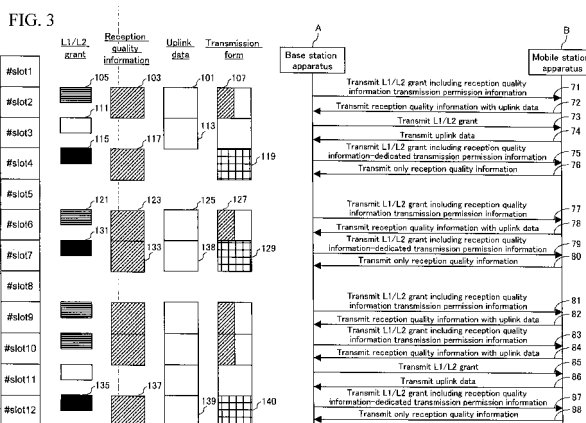 FIG. 3
L1/L2
grant
Reception
quality
information
Uplink
data
Transmission
form
#slot1
#slot2
#slot3
#slot4
#slot5
#slot6
#slot7
#slot8
#slot9
#slot10
#slot11
#slot12
105
103
101
107
111
113
115
117
119
121
123
125
127
131
133
138
129
135
137
139
140
A
B
Base station
apparatus
Mobile station
apparatus
Transmit L1/L2 grant including reception quality
information transmission permission information
71
Transmit reception quality information with uplink data
72
Transmit L1/L2 grant
73
Transmit uplink data
74
Transmit L1/L2 grant including reception quality
information-dedicated transmission permission information
75
Transmit only reception quality information
76
Transmit L1/L2 grant including reception quality
information transmission permission information
77
Transmit reception quality information with uplink data
78
Transmit L1/L2 grant including reception quality
information-dedicated transmission permission information
79
Transmit only reception quality information
80
Transmit L1/L2 grant including reception quality
information transmission permission information
81
Transmit reception quality information with uplink data
82
Transmit L1/L2 grant including reception quality
information transmission permission information
83
Transmit reception quality information with uplink data
84
Transmit L1/L2 grant
85
Transmit uplink data
86
Transmit L1/L2 grant including reception quality
information-dedicated transmission permission information
87
Transmit only reception quality information
88